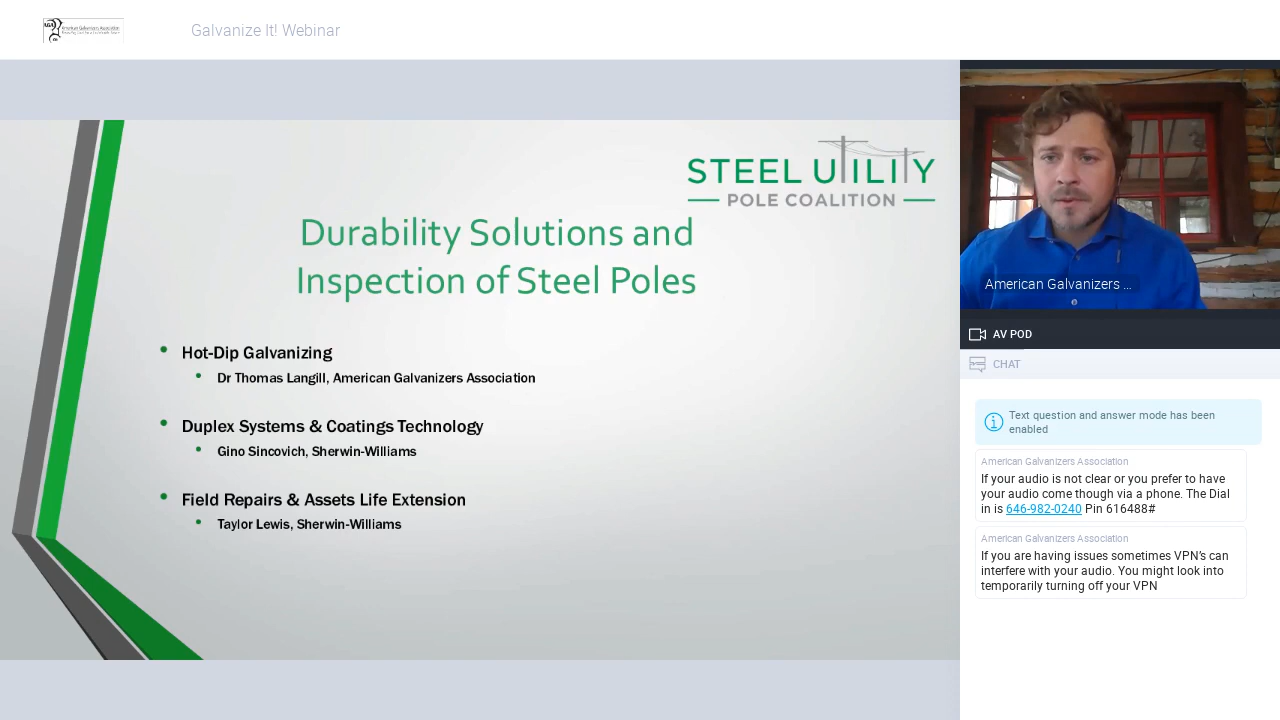 AGA
American Galvanizers Association
Galvanize It! Webinar
STEEL UTILITY
POLE COALITION
Durability Solutions and
Inspection of Steel Poles
• Hot-Dip Galvanizing
• Dr Thomas Langill, American Galvanizers Association
• Duplex Systems & Coatings Technology
• Gino Sincovich, Sherwin-Williams
• Field Repairs & Assets Life Extension
• Taylor Lewis, Sherwin-Williams
American Galvanizers ...
AV POD
CHAT
Text question and answer mode has been
enabled
American Galvanizers Association
If your audio is not clear or you prefer to have
your audio come though via a phone. The Dial
in is 646-982-0240 Pin 616488#
American Galvanizers Association
If you are having issues sometimes VPN's can
interfere with your audio. You might look into
temporarily turning off your VPN